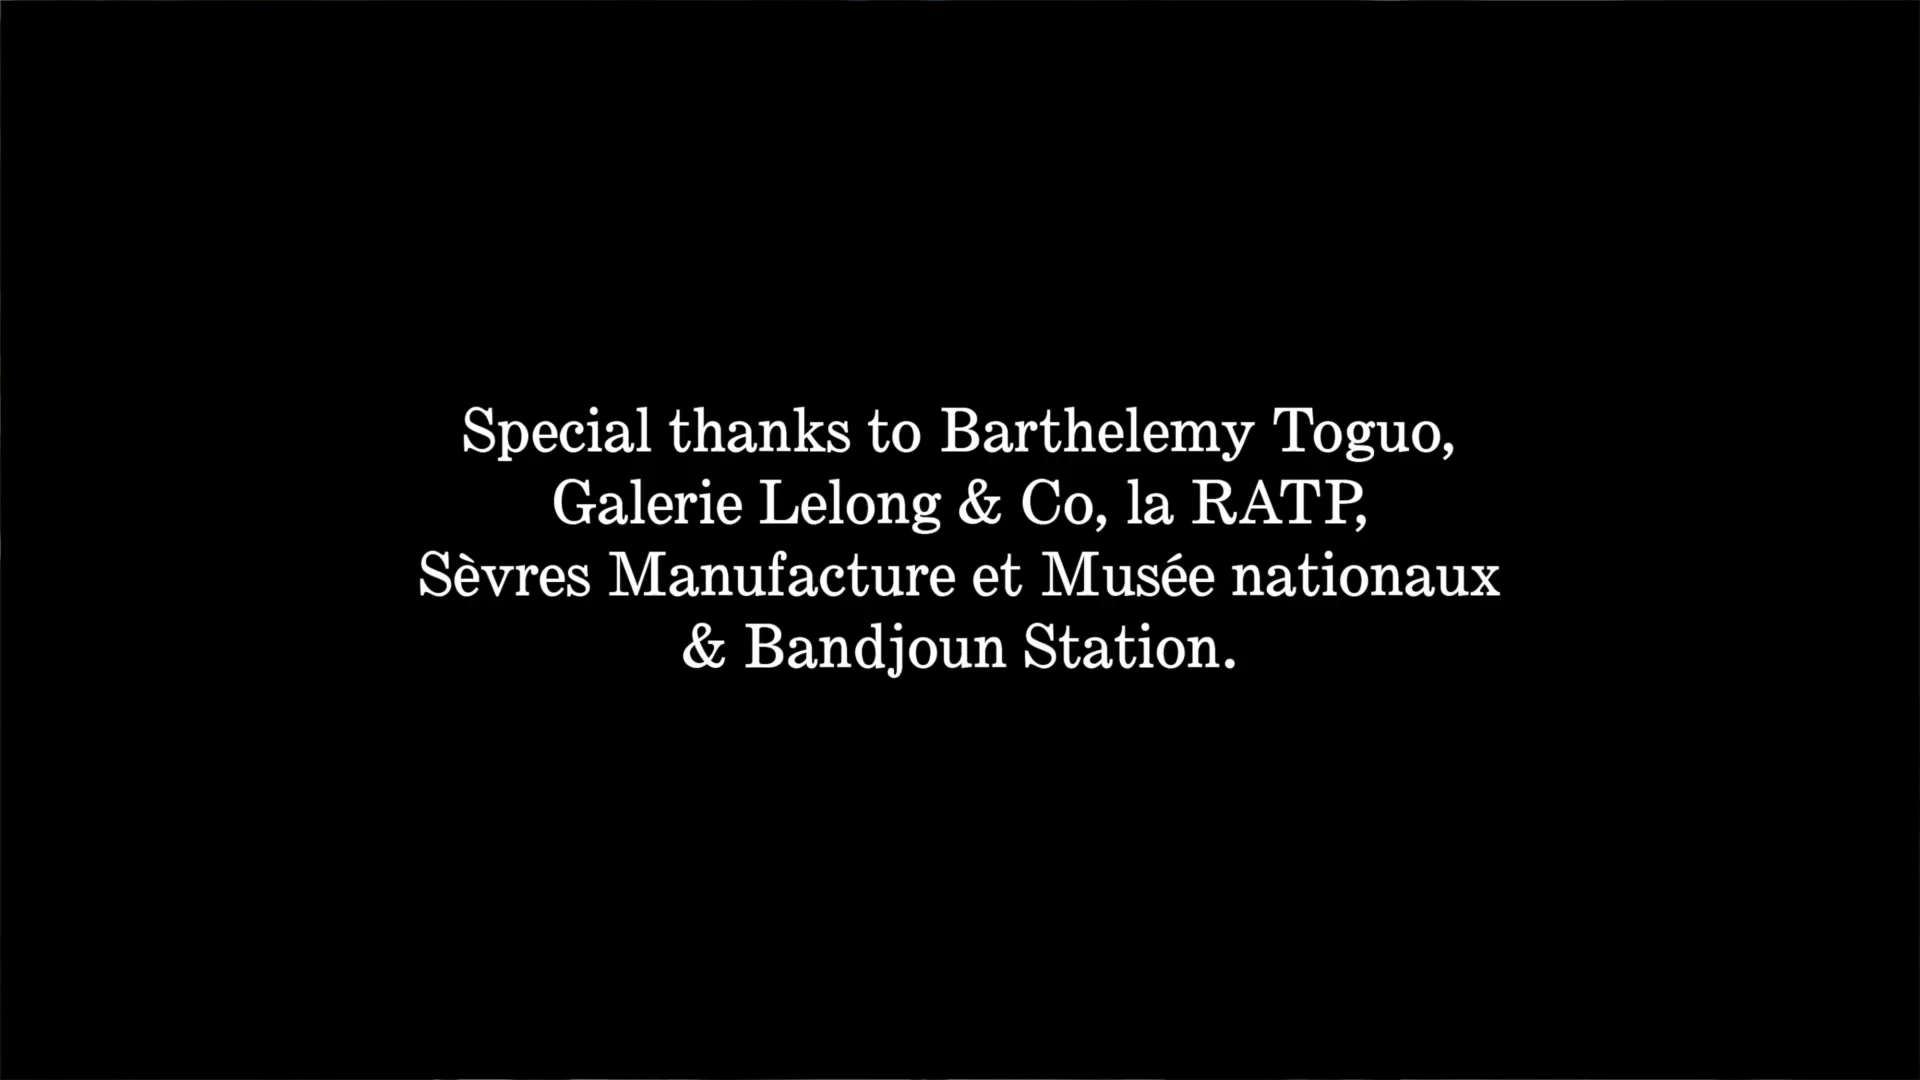 Special thanks to Barthelemy Toguo,
Galerie Lelong & Co, la RATP,
Sèvres Manufacture et Musée nationaux
& Bandjoun Station.